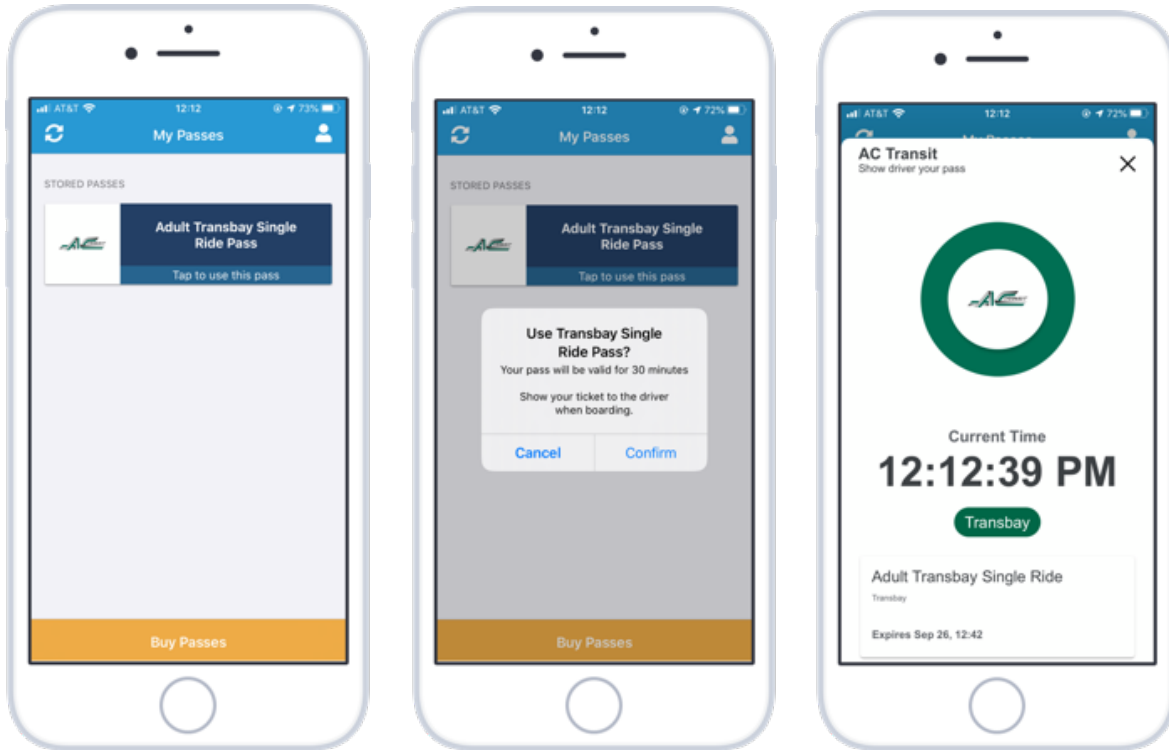 AT&T 12:12 73%
My Passes
STORED PASSES
AC
Adult Transbay Single
Ride Pass
Tap to use this pass
Buy Passes
AT&T 12:12 72%
My Passes
STORED PASSES
AC
Adult Transbay Single
Ride Pass
Tap to use this pass
Use Transbay Single
Ride Pass?
Your pass will be valid for 30 minutes
Show your ticket to the driver
when boarding.
Cancel Confirm
Buy Passes
AT&T 12:12 72%
AC Transit
Show driver your pass
AC
Current Time
12:12:39 PM
Transbay
Adult Transbay Single Ride
Transbay
Expires Sep 26, 12:42